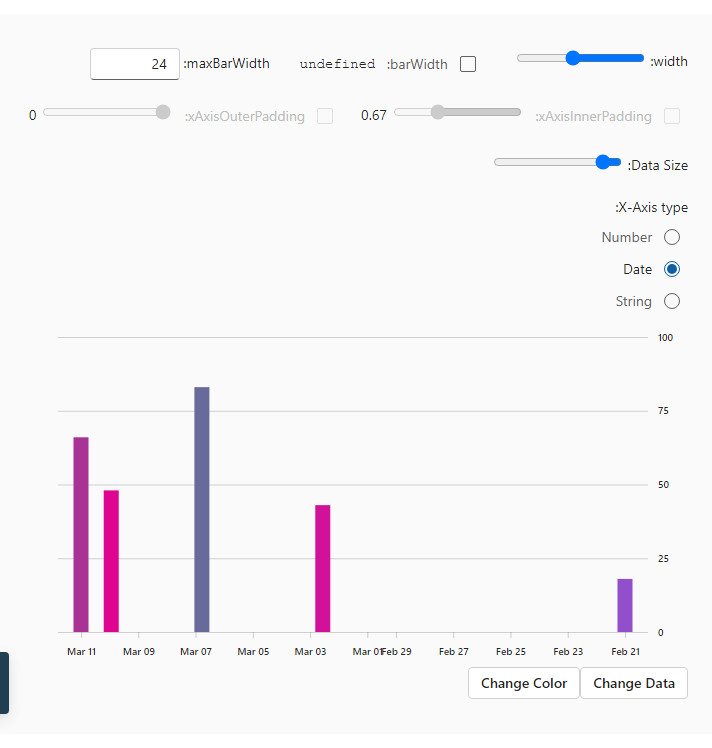 width:
barWidth: undefined
maxBarWidth: 24
xAxisInnerPadding: 0.67
xAxisOuterPadding: 0
Data Size:
X-Axis type:
Number
Date
String
100
75
50
25
0
Mar 11 Mar 09 Mar 07 Mar 05 Mar 03 Mar 01 Feb 29 Feb 27 Feb 25 Feb 23 Feb 21
Change Color Change Data